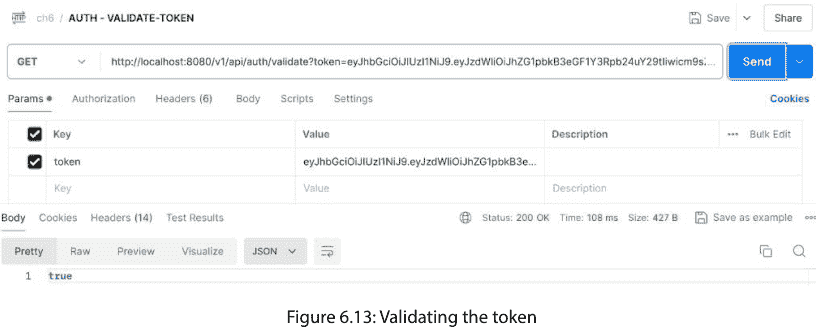 HTTP ch6 / AUTH - VALIDATE-TOKEN Save Share
GET http://localhost:8080/v1/api/auth/validate?token=eyJhbGciOiJIUzI1NiJ9.eyJzdWIiOiJhZG1pbkB3eGF1Y3Rpb24uY29tIiwicm9s... Send
Params Authorization Headers (6) Body Scripts Settings Cookies
Key Value Description Bulk Edit
token eyJhbGciOiJIUzI1NiJ9.eyJzdWIiOiJhZG1pbkB3e...
Key Value Description
Body Cookies Headers (14) Test Results Status: 200 OK Time: 108 ms Size: 427 B Save as example
Pretty Raw Preview Visualize JSON
1 true
Figure 6.13: Validating the token